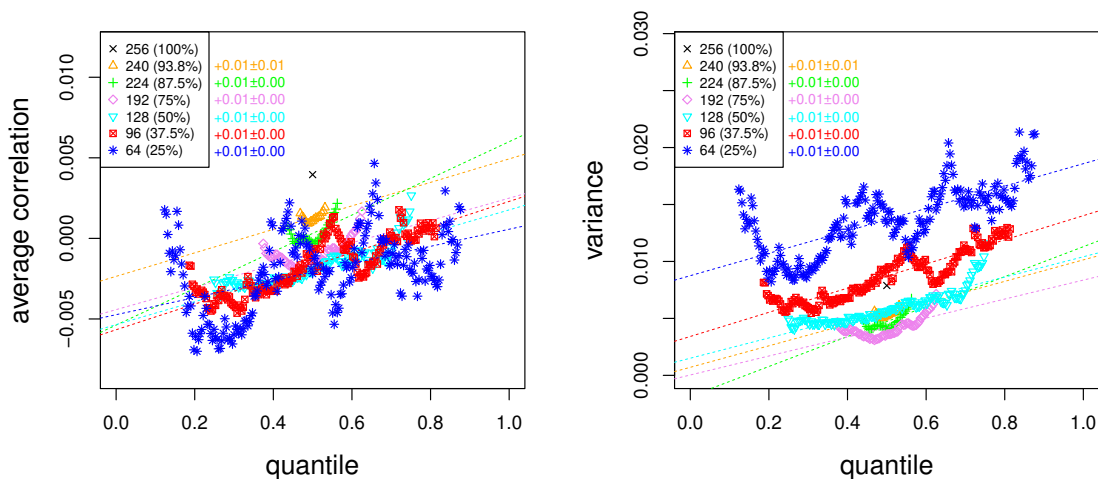 average correlation
0.010
0.005
0.000
−0.005
256 (100%)
240 (93.8%) +0.01±0.01
224 (87.5%) +0.01±0.00
192 (75%) +0.01±0.00
128 (50%) +0.01±0.00
96 (37.5%) +0.01±0.00
64 (25%) +0.01±0.00
0.0 0.2 0.4 0.6 0.8 1.0
quantile
variance
0.030
0.020
0.010
0.000
256 (100%)
240 (93.8%) +0.01±0.01
224 (87.5%) +0.01±0.00
192 (75%) +0.01±0.00
128 (50%) +0.01±0.00
96 (37.5%) +0.01±0.00
64 (25%) +0.01±0.00
0.0 0.2 0.4 0.6 0.8 1.0
quantile